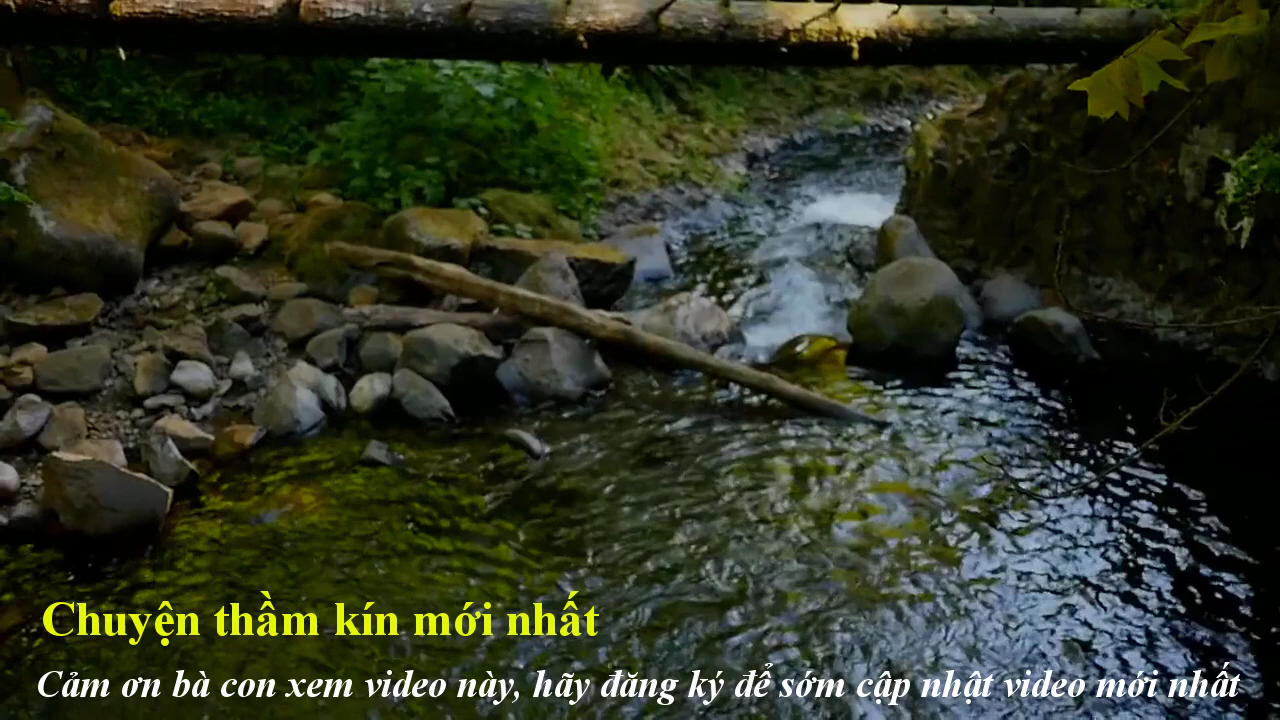 Chuyện thầm kín mới nhất
Cảm ơn bà con xem video này, hãy đăng ký để sớm cập nhật video mới nhất